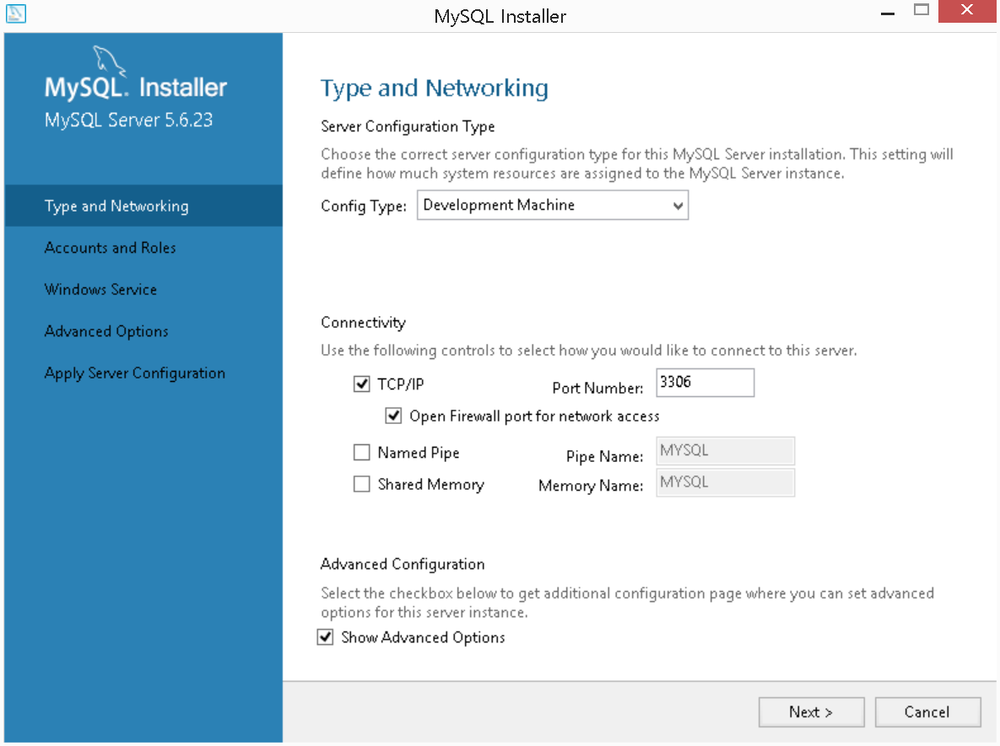 MySQL Installer
MySQL. Installer
MySQL Server 5.6.23
Type and Networking
Accounts and Roles
Windows Service
Advanced Options
Apply Server Configuration
Type and Networking
Server Configuration Type
Choose the correct server configuration type for this MySQL Server installation. This setting will
define how much system resources are assigned to the MySQL Server instance.
Config Type: Development Machine
Connectivity
Use the following controls to select how you would like to connect to this server.
TCP/IP Port Number: 3306
Open Firewall port for network access
Named Pipe Pipe Name: MYSQL
Shared Memory Memory Name: MYSQL
Advanced Configuration
Select the checkbox below to get additional configuration page where you can set advanced
options for this server instance.
Show Advanced Options
Next > Cancel